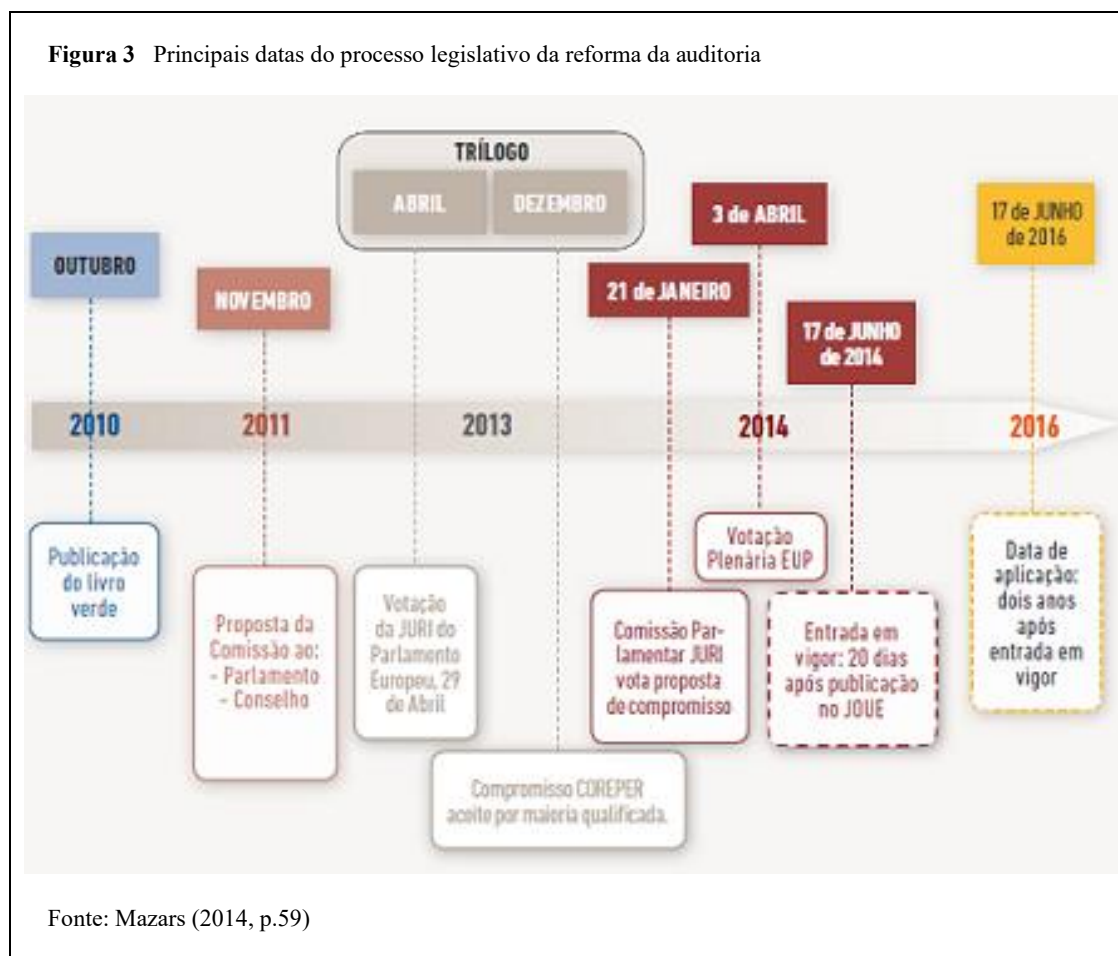 Figura 3 Principais datas do processo legislativo da reforma da auditoria
TRÍLOGO
ABRIL
DEZEMBRO
3 de ABRIL
17 de JUNHO
de 2016
OUTUBRO
NOVEMBRO
21 de JANEIRO
17 de JUNHO
de 2014
2010
2011
2013
2014
2016
Publicação
do livro
verde
Proposta da
Comissão ao:
- Parlamento
- Conselho
Votação
da JURI do
Parlamento
Europeu, 29
de Abril
Compromisso COREPER
aceito por maioria qualificada.
Comissão Par-
lamentar JURI
vota proposta
de compromisso
Votação
Plenária EUP
Entrada em
vigor: 20 dias
após publicação
no JOUE
Data de
aplicação:
dois anos
após
entrada em
vigor
Fonte: Mazars (2014, p.59)